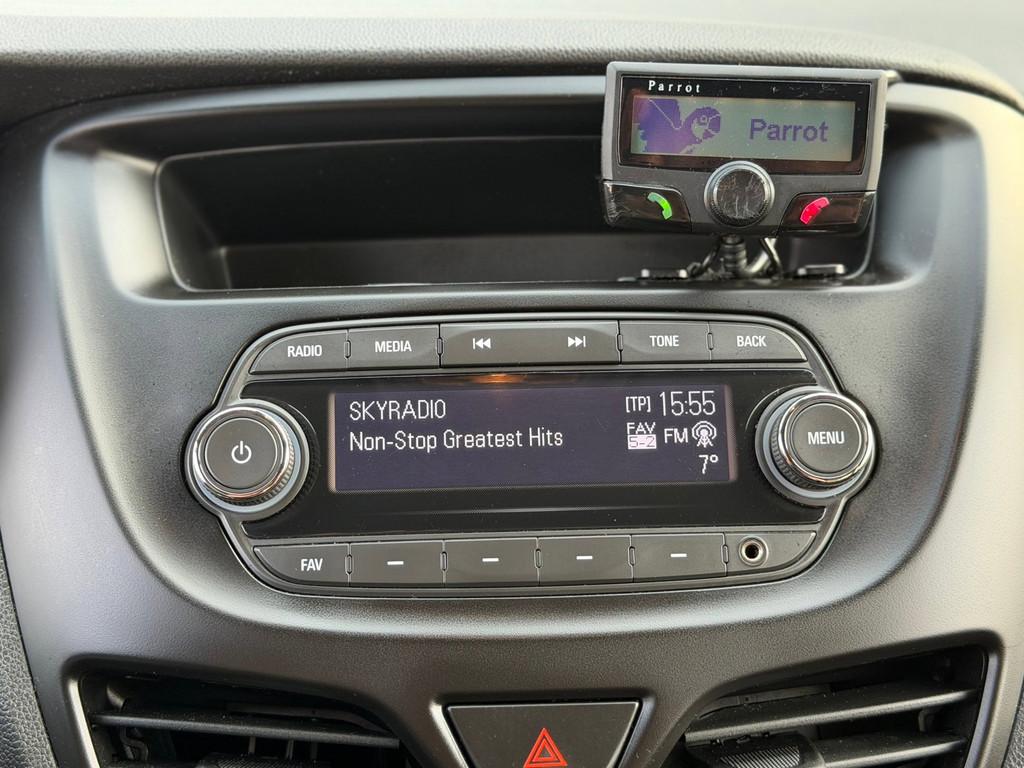 Parrot
Parrot
RADIO MEDIA TONE BACK
SKYRADIO [TP] 15:55
Non-Stop Greatest Hits FAV 5-2 FM
7°
MENU
FAV